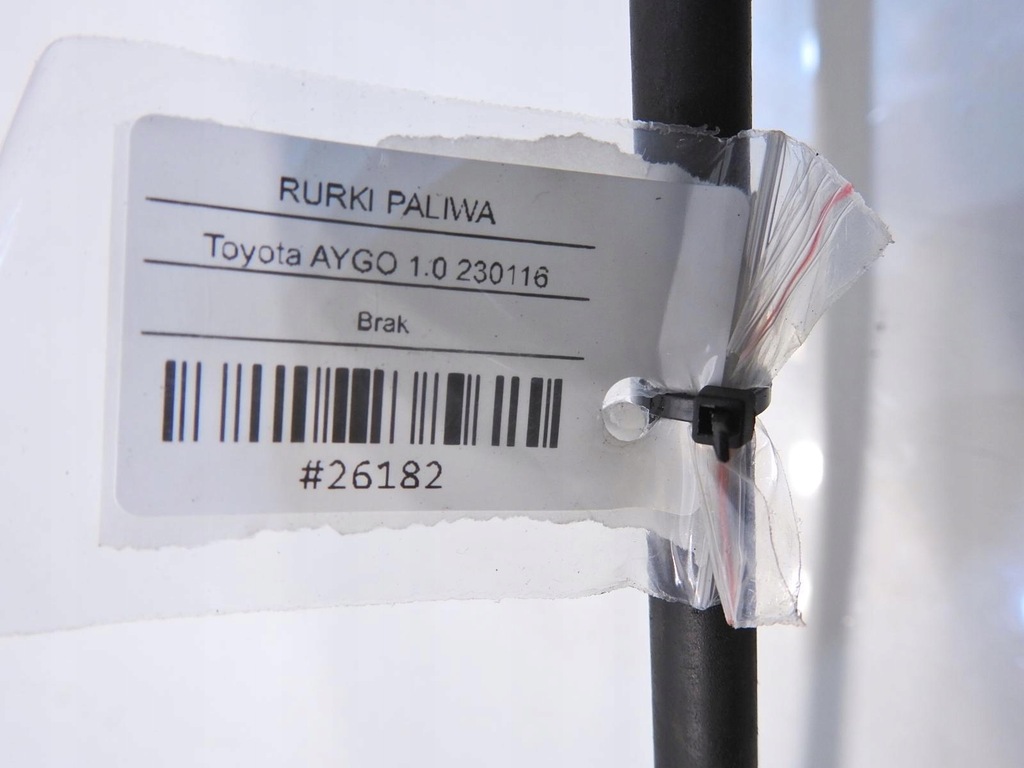 RURKI PALIWA
Toyota AYGO 1.0 230116
Brak
#26182